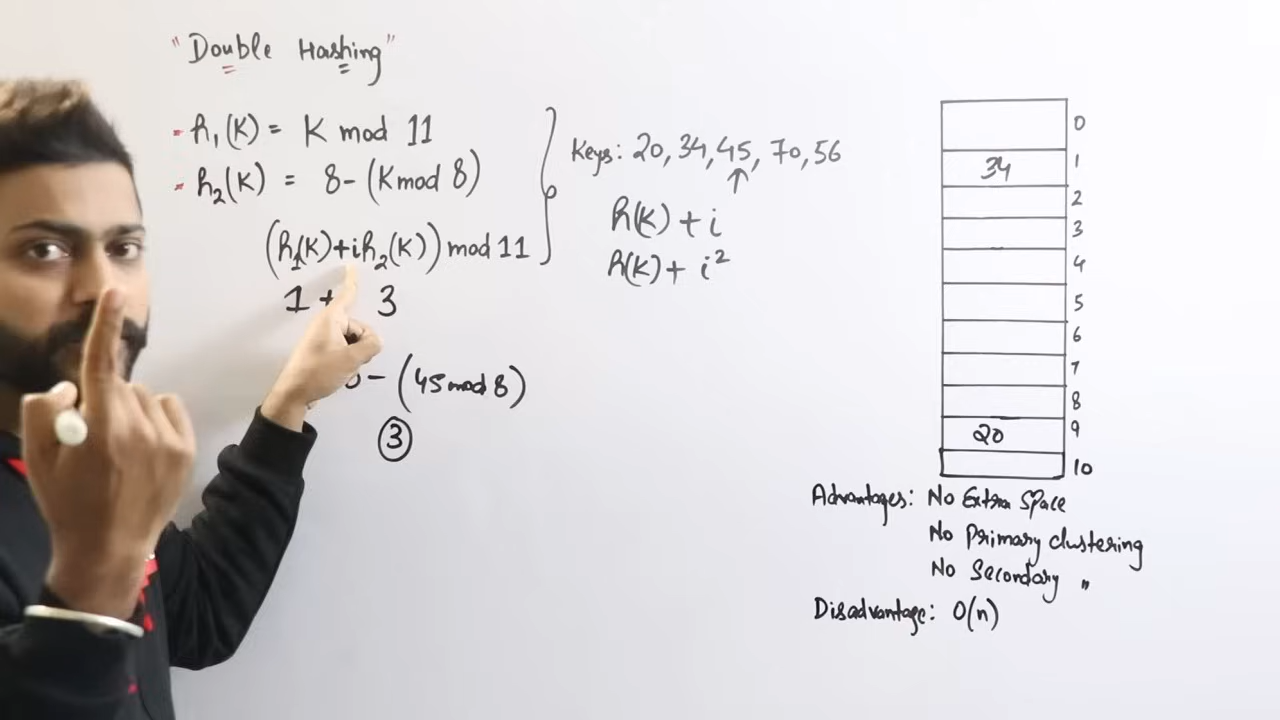 "Double Hashing"
h₁(K) = K mod 11
h₂(K) = 8-(K mod 8)
(h₁(K)+ih₂(K)) mod 11
1 + 3
- (45 mod 8)
3
Keys: 20, 34, 45, 70, 56
h(K) + i
h(K) + i²
0
34 1
2
3
4
5
6
7
8
20 9
10
Advantages: No Extra Space
No Primary clustering
No Secondary "
Disadvantage: O(n)